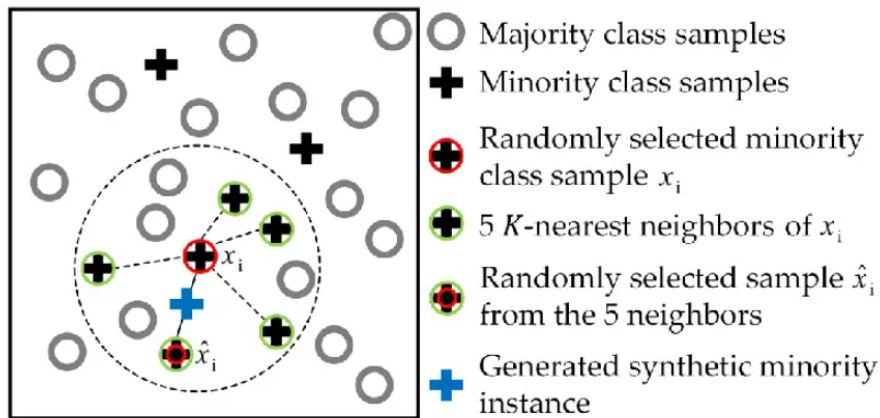 Majority class samples
Minority class samples
Randomly selected minority
class sample xi
5 K-nearest neighbors of xi
Randomly selected sample x̂i
from the 5 neighbors
Generated synthetic minority
instance
xi
x̂i